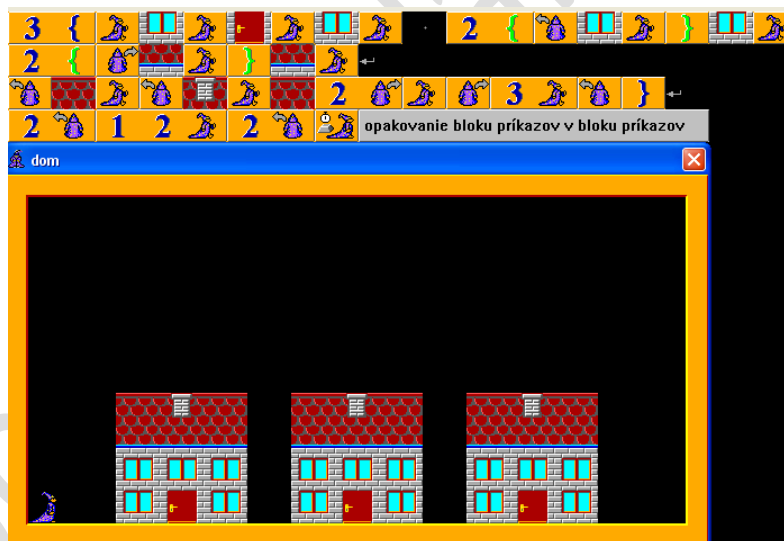 3 { 2 { }
2 { }
2 3 }
2 1 2 2 opakovanie bloku príkazov v bloku príkazov
dom